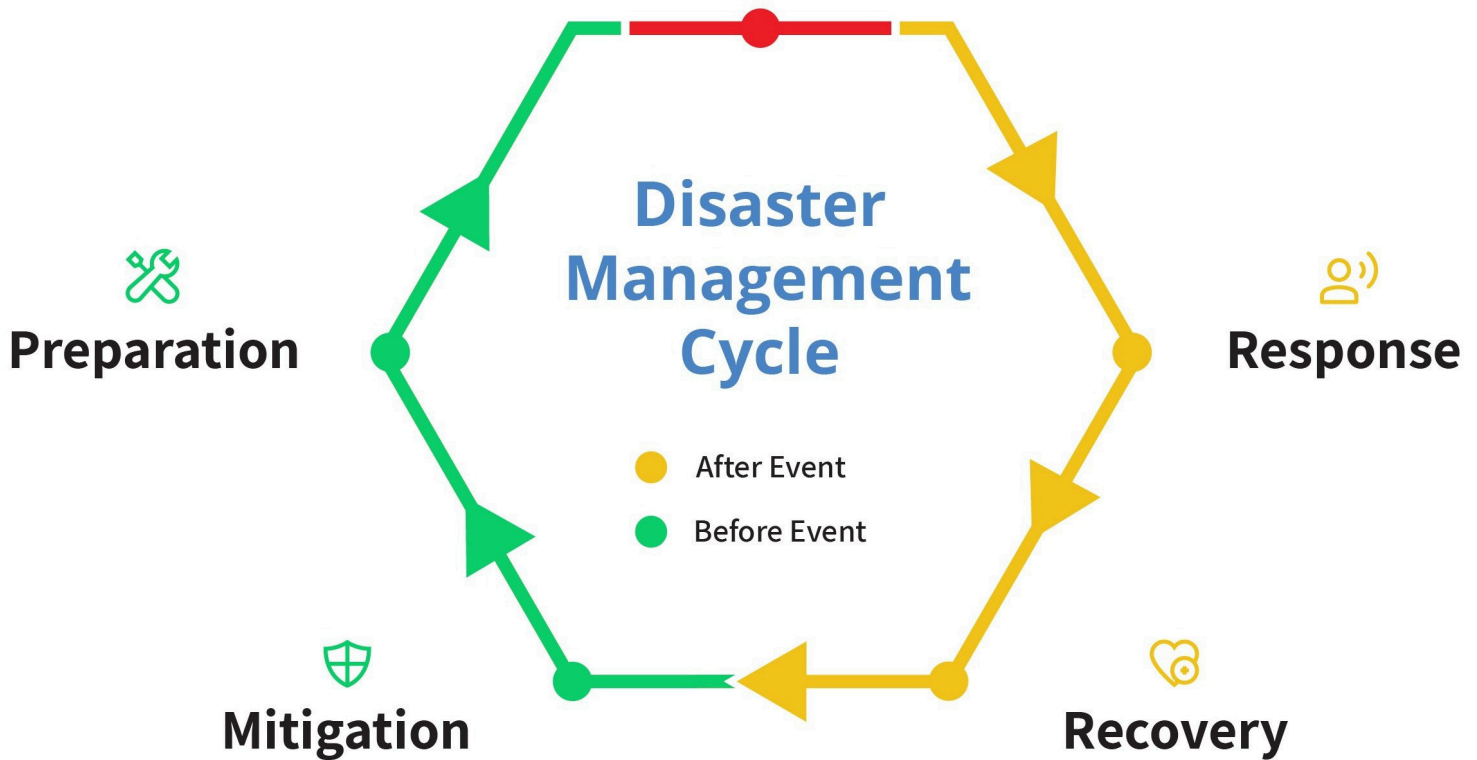 Disaster
Management
Cycle
Preparation
Response
After Event
Before Event
Mitigation
Recovery